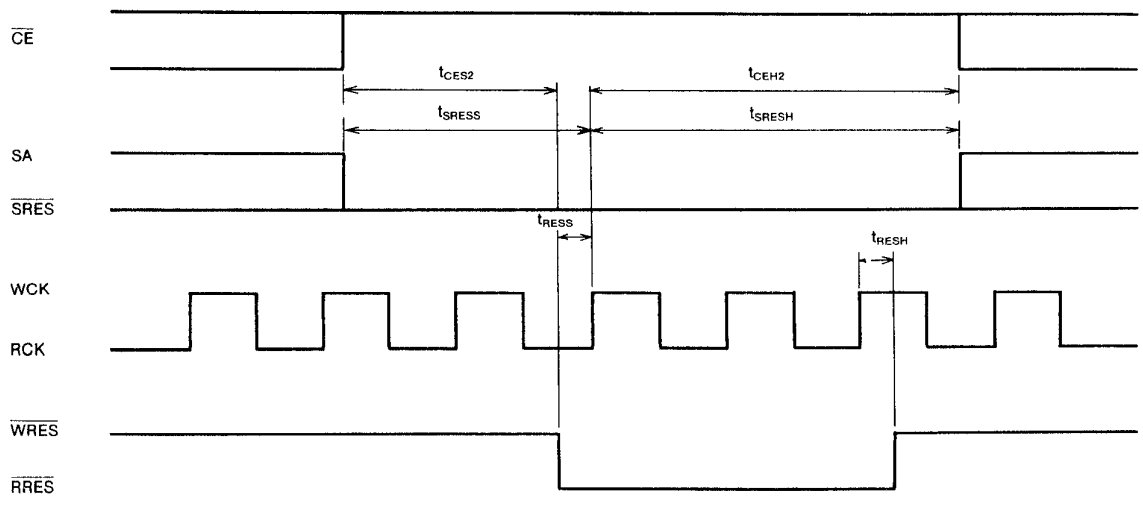 CE
tCES2
tCEH2
tSRESS
tSRESH
SA
SRES
tRESS
tRESH
WCK
RCK
WRES
RRES